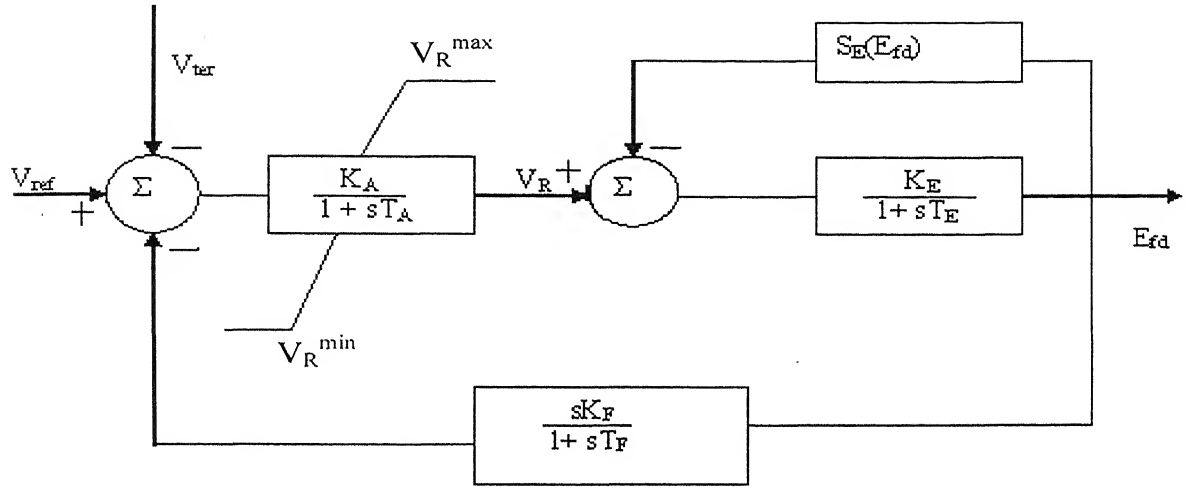 V_ter
V_R^max
S_E(E_fd)
V_ref
+
−
Σ
K_A
1 + sT_A
V_R
+
−
Σ
K_E
1 + sT_E
E_fd
−
V_R^min
sK_F
1+ sT_F